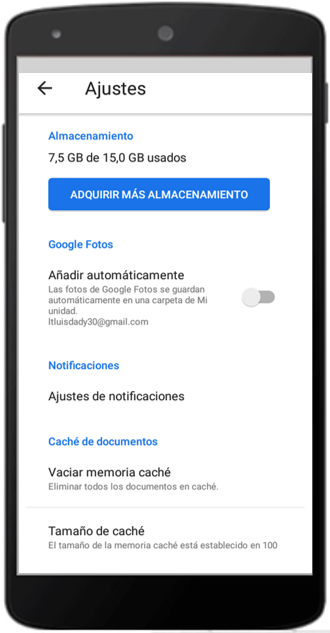 Ajustes
Almacenamiento
7,5 GB de 15,0 GB usados
ADQUIRIR MÁS ALMACENAMIENTO
Google Fotos
Añadir automáticamente
Las fotos de Google Fotos se guardan
automáticamente en una carpeta de Mi
unidad.
ltluisdady30@gmail.com
Notificaciones
Ajustes de notificaciones
Caché de documentos
Vaciar memoria caché
Eliminar todos los documentos en caché.
Tamaño de caché
El tamaño de la memoria caché está establecido en 100